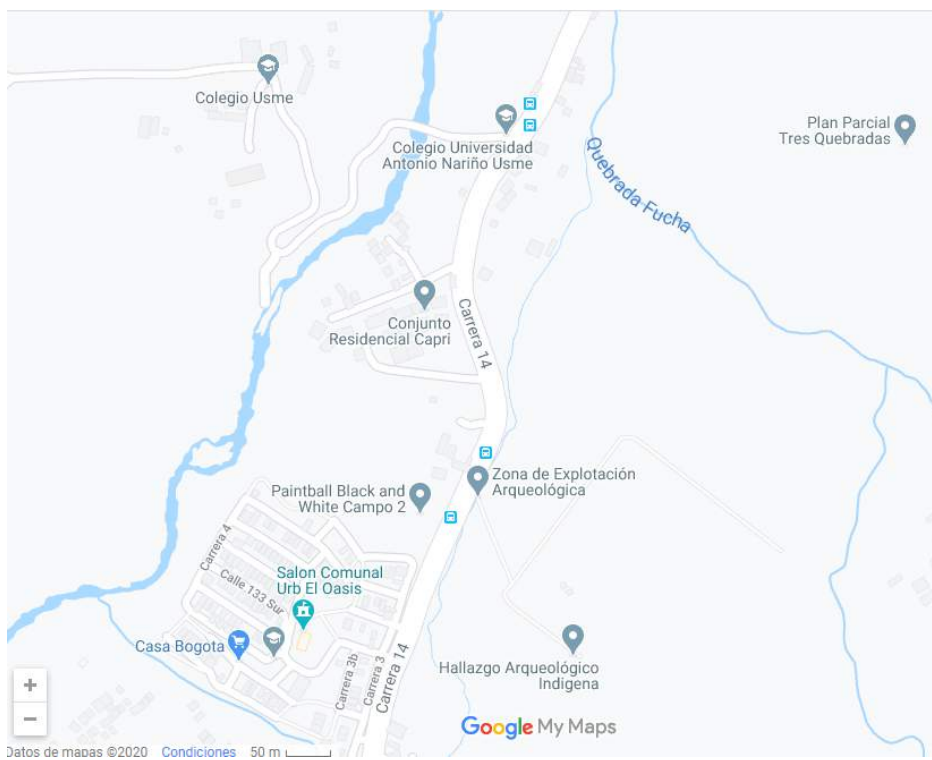 Colegio Usme
Colegio Universidad
Antonio Nariño Usme
Plan Parcial
Tres Quebradas
Quebrada Fucha
Conjunto
Residencial Capri
Carrera 14
Zona de Explotación
Arqueológica
Paintball Black and
White Campo 2
Carrera 4
Calle 133 Sur
Salon Comunal
Urb El Oasis
Casa Bogota
Carrera 3b
Carrera 3
Carrera 14
Hallazgo Arqueológico
Indigena
+
−
Google My Maps
Datos de mapas ©2020 Condiciones 50 m